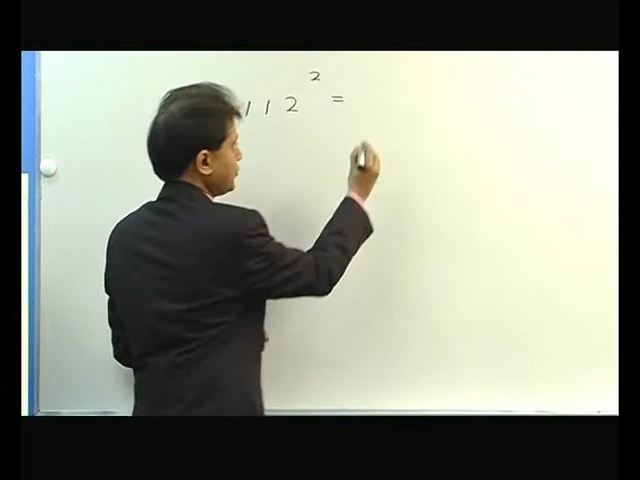 112² =